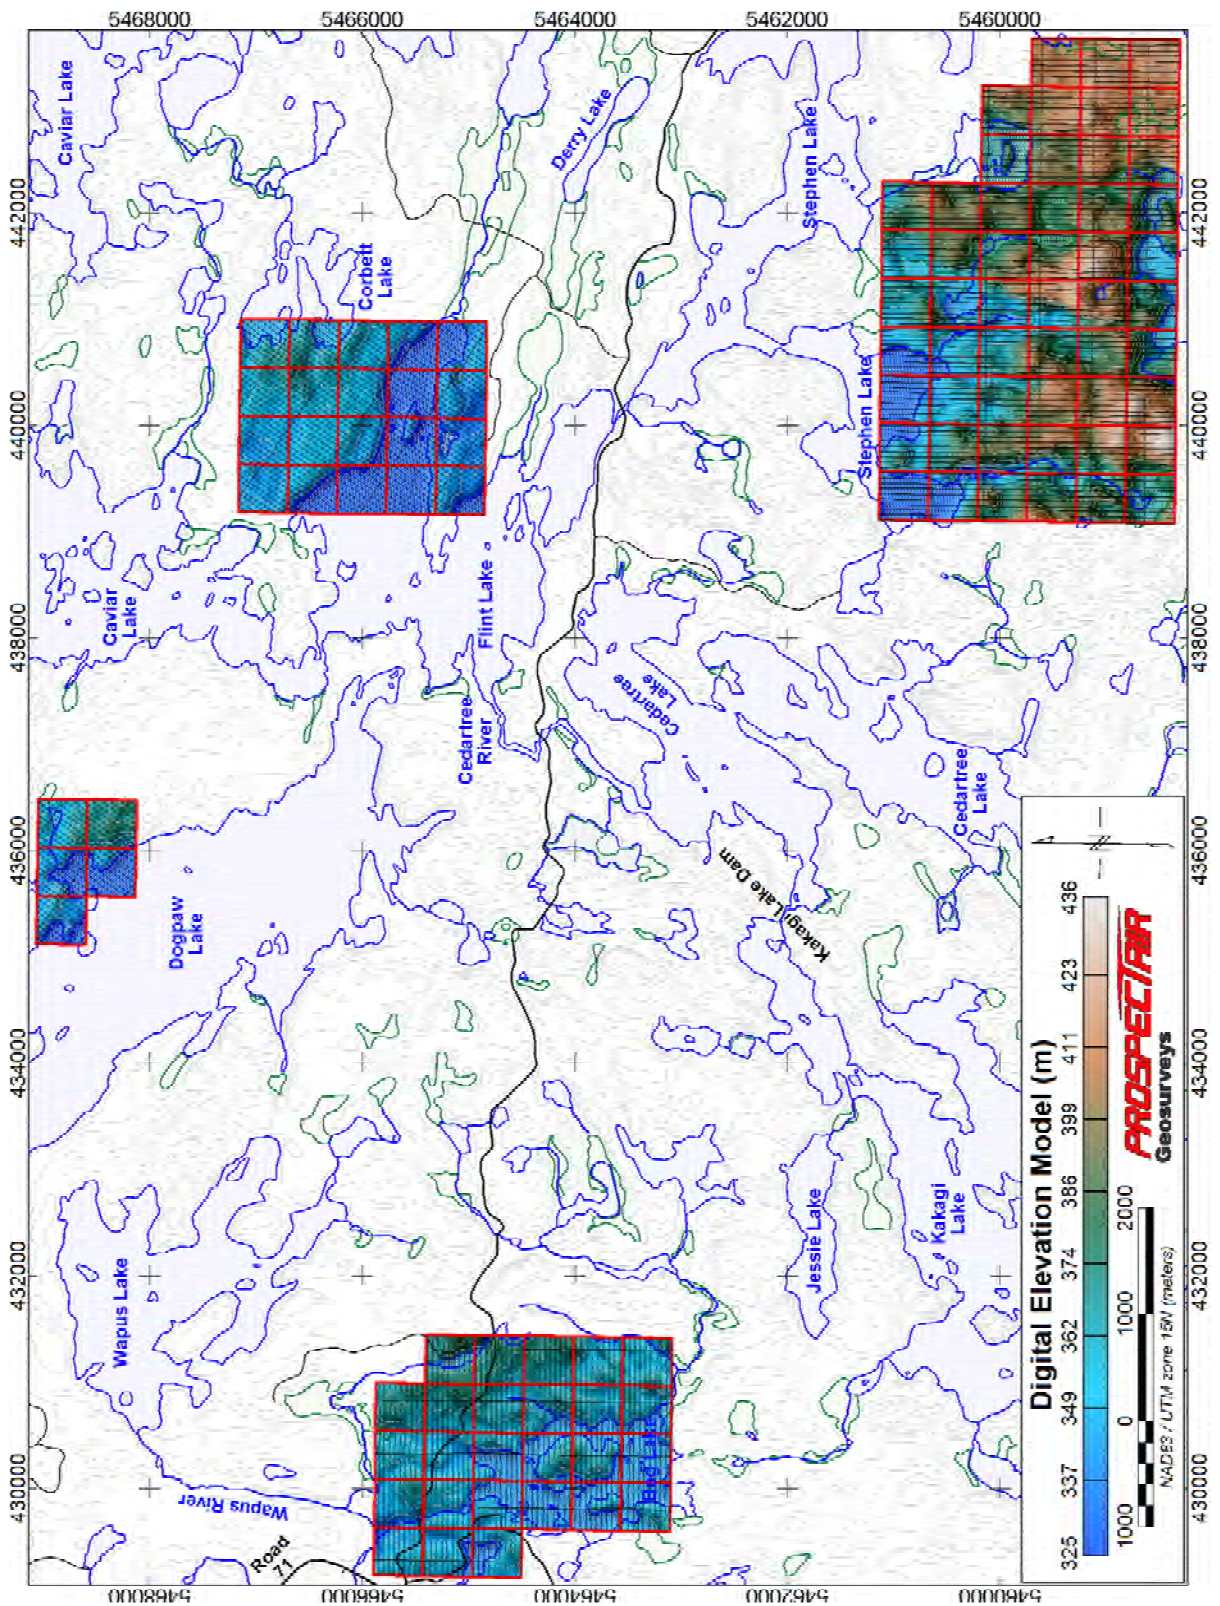 5468000 5466000 5464000 5462000 5460000
Caviar Lake
Derry Lake
Stephen Lake
442000
442000
Corbett
Lake
Stephen Lake
440000
440000
Caviar
Lake
Flint Lake
438000
438000
Cedartree
River
Cedartree
Lake
Cedartree
Lake
436000
436000
Dogpaw
Lake
Kakagi Lake Dam
434000
434000
Wapus Lake
Jessie Lake
Kakagi
Lake
432000
432000
430000
430000
Wapus River
Road
71
Digital Elevation Model (m)
325 337 349 362 374 386 399 411 423 436
1000 0 1000 2000
NAD83 / UTM zone 15N (meters)
PROSPECTAIR
Geosurveys
5468000 5466000 5464000 5462000 5460000